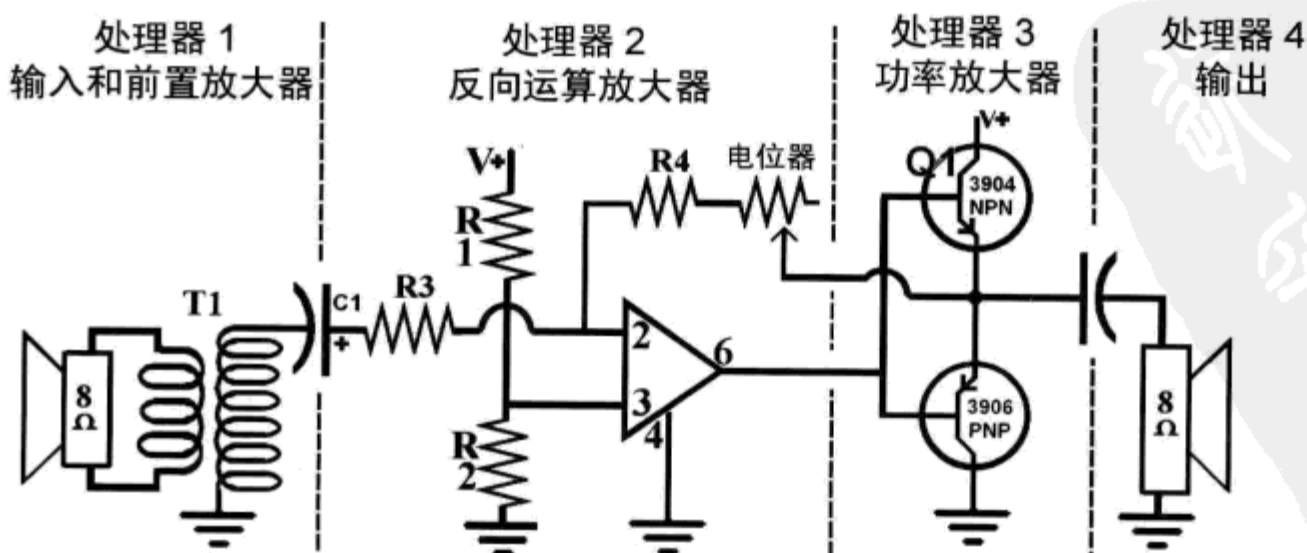 处理器 1
输入和前置放大器
处理器 2
反向运算放大器
处理器 3
功率放大器
处理器 4
输出
V+
R4
电位器
V+
Q1
3904
NPN
R
1
T1
C1
+
R3
2
6
8
Ω
3
4
3906
PNP
8
Ω
R
2